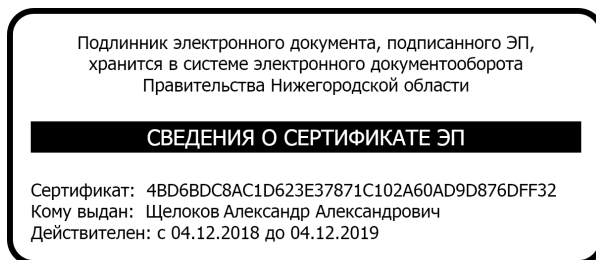 Подлинник электронного документа, подписанного ЭП,
хранится в системе электронного документооборота
Правительства Нижегородской области
СВЕДЕНИЯ О СЕРТИФИКАТЕ ЭП
Сертификат: 4BD6BDC8AC1D623E37871C102A60AD9D876DFF32
Кому выдан: Щелоков Александр Александрович
Действителен: с 04.12.2018 до 04.12.2019